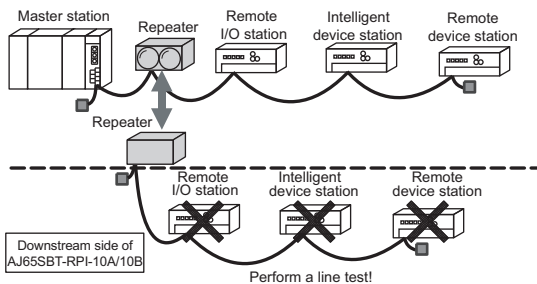 Master station
Repeater
Remote
I/O station
Intelligent
device station
Remote
device station
Repeater
Remote
I/O station
Intelligent
device station
Remote
device station
Downstream side of
AJ65SBT-RPI-10A/10B
Perform a line test!